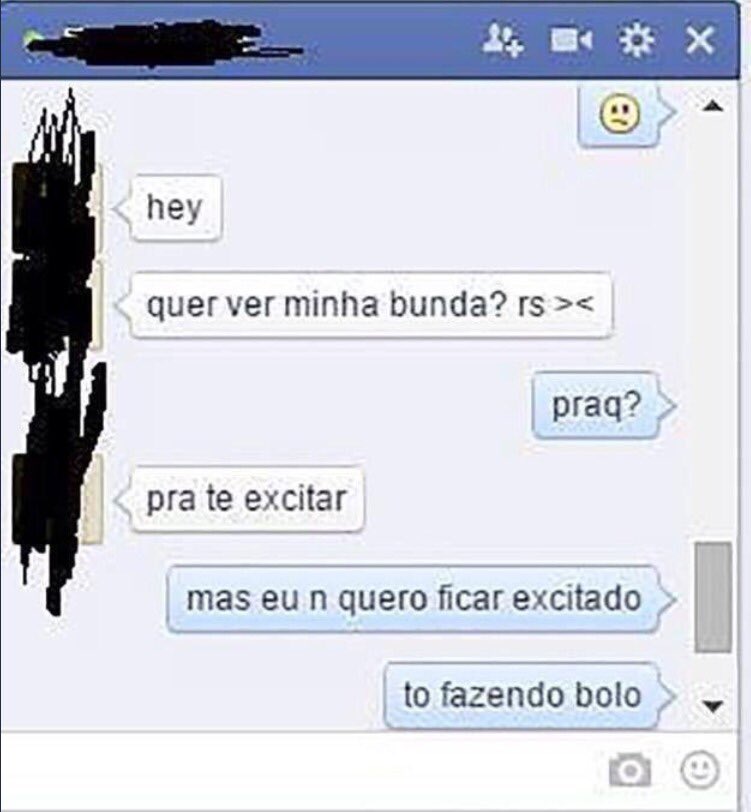 hey
quer ver minha bunda? rs ><
praq?
pra te excitar
mas eu n quero ficar excitado
to fazendo bolo